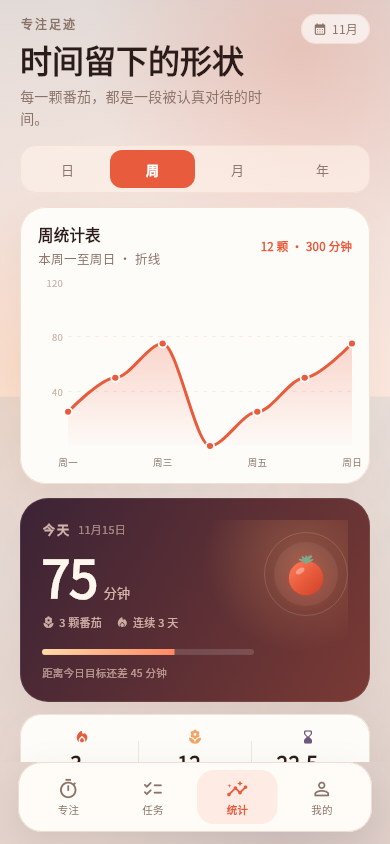 专注足迹
11月
时间留下的形状
每一颗番茄，都是一段被认真对待的时
间。
日
周
月
年
周统计表
本周一至周日 · 折线
12 颗 · 300 分钟
120
80
40
周一
周三
周五
周日
今天 11月15日
75 分钟
3 颗番茄 连续 3 天
距离今日目标还差 45 分钟
专注
任务
统计
我的